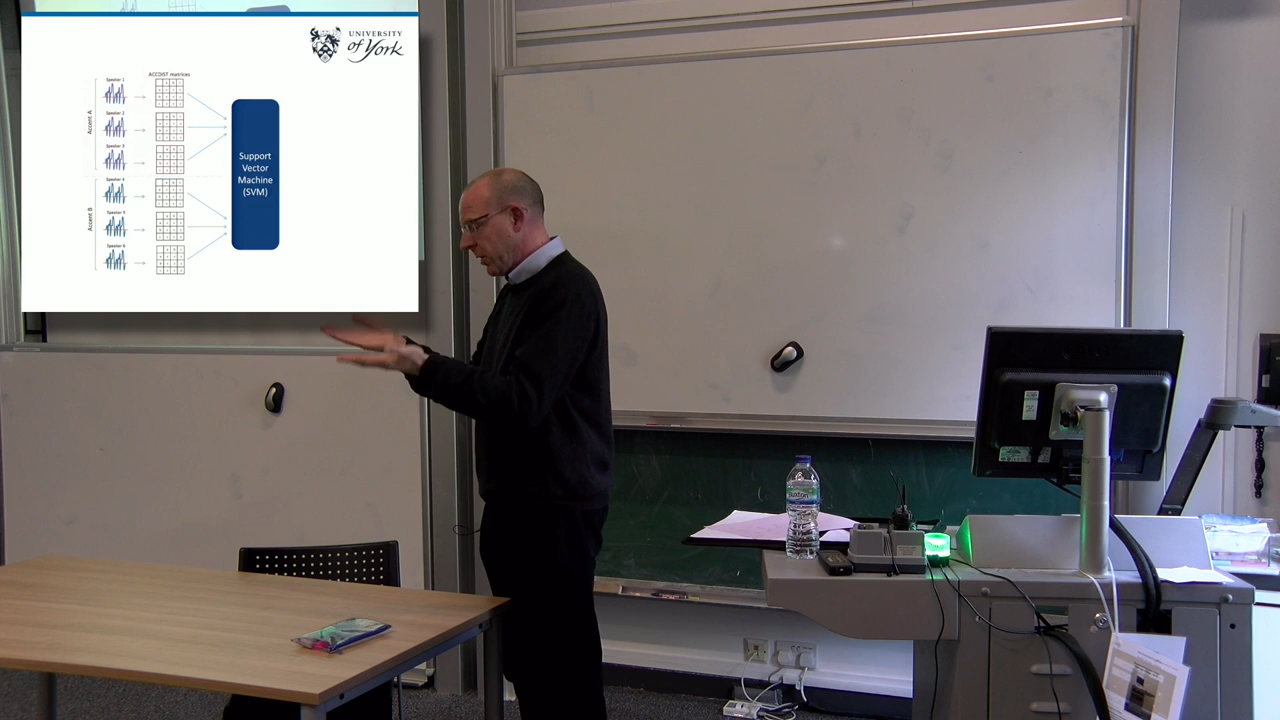 UNIVERSITY
of York
ACCDIST matrices
Speaker 1
Speaker 2
Speaker 3
Accent A
Speaker 4
Speaker 5
Speaker 6
Accent B
Support
Vector
Machine
(SVM)
Buxton